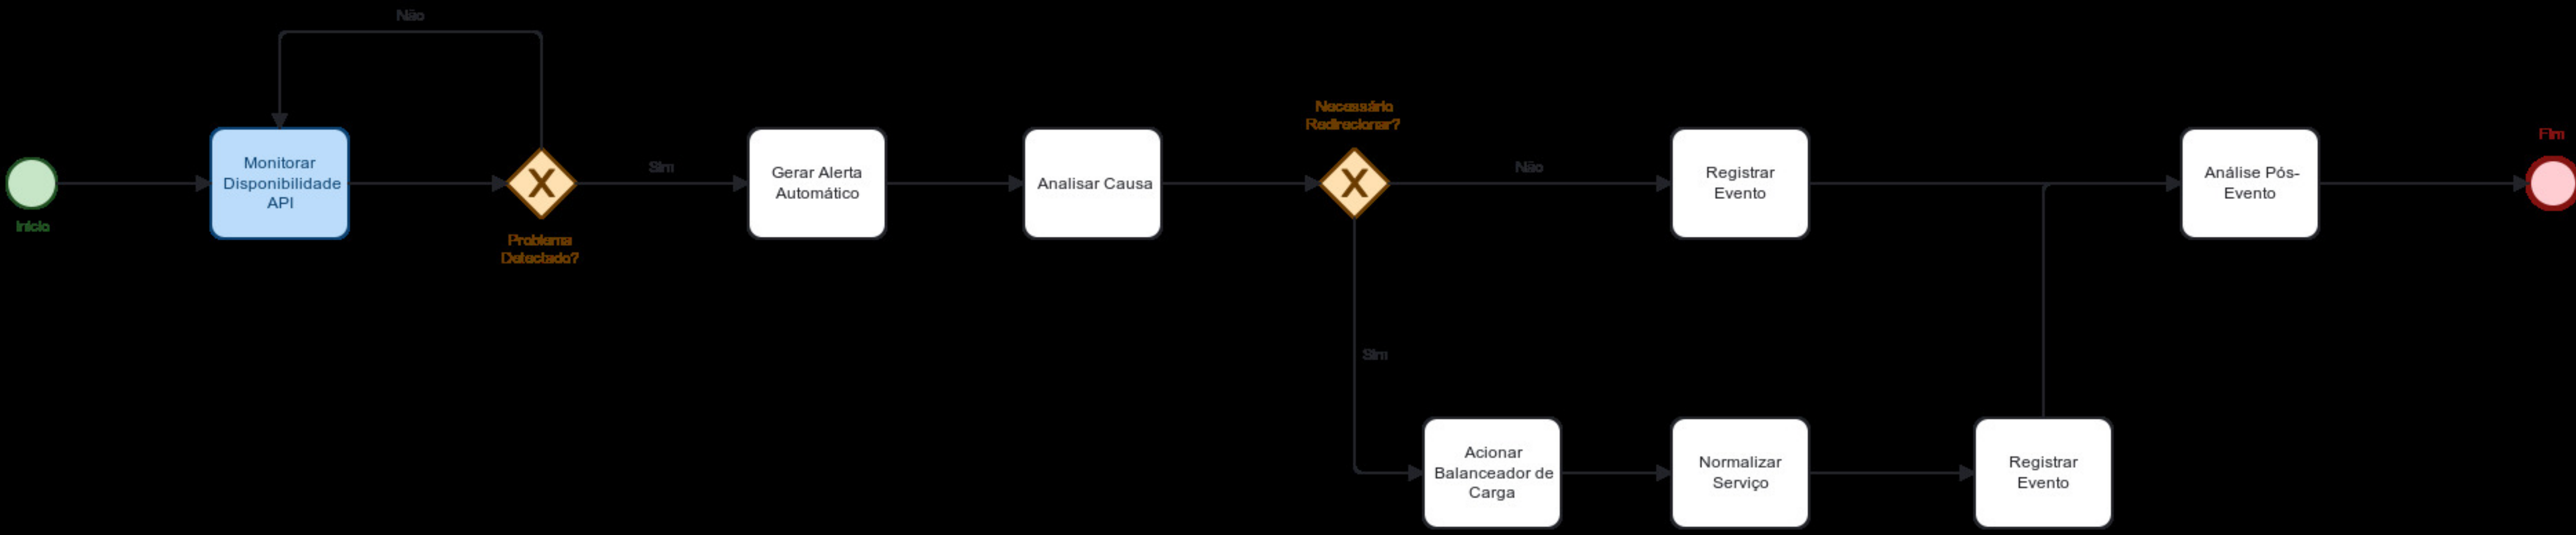 Não
Monitorar
Disponibilidade
API
Início
Problema
Detectado?
Sim
Gerar Alerta
Automático
Analisar Causa
Necessário
Redirecionar?
Não
Registrar
Evento
Análise Pós-
Evento
Fim
Sim
Acionar
Balanceador de
Carga
Normalizar
Serviço
Registrar
Evento